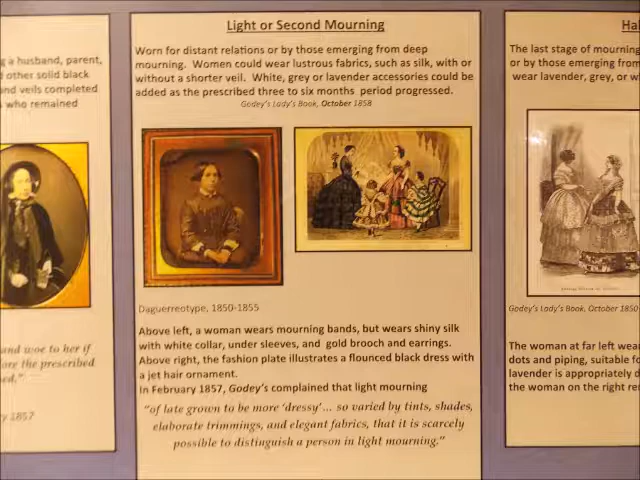 g a husband, parent,
d other solid black
and veils completed
who remained
and woe to her if
ore the prescribed
ed."
ry 1857
Light or Second Mourning
Worn for distant relations or by those emerging from deep
mourning. Women could wear lustrous fabrics, such as silk, with or
without a shorter veil. White, grey or lavender accessories could be
added as the prescribed three to six months period progressed.
Godey's Lady's Book, October 1858
Daguerreotype, 1850-1855
Above left, a woman wears mourning bands, but wears shiny silk
with white collar, under sleeves, and gold brooch and earrings.
Above right, the fashion plate illustrates a flounced black dress with
a jet hair ornament.
In February 1857, Godey's complained that light mourning
"of late grown to be more 'dressy'... so varied by tints, shades,
elaborate trimmings, and elegant fabrics, that it is scarcely
possible to distinguish a person in light mourning."
Hal
The last stage of mourning
or by those emerging from
wear lavender, grey, or w
Godey's Lady's Book, October 1850
The woman at far left wear
dots and piping, suitable fo
lavender is appropriately d
the woman on the right re